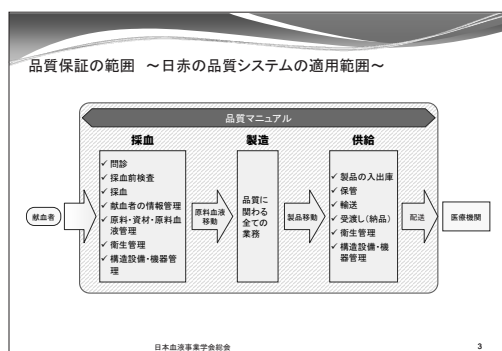 品質保証の範囲 ～日赤の品質システムの適用範囲～
品質マニュアル
採血
製造
供給
✓ 問診
✓ 採血前検査
✓ 採血
✓ 献血者の情報管理
✓ 原料・資材・原料血
液管理
✓ 衛生管理
✓ 構造設備・機器管
理
品質に
関わる
全ての
業務
✓ 製品の入出庫
✓ 保管
✓ 輸送
✓ 受渡し（納品）
✓ 衛生管理
✓ 構造設備・機
器管理
献血者
原料血液
移動
製品移動
配送
医療機関
日本血液事業学会総会
3